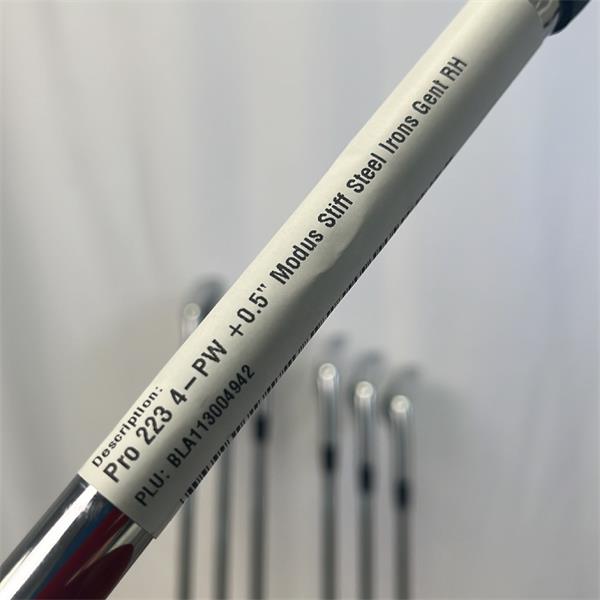 Description:
Pro 223 4-PW +0.5" Modus Stiff Steel Irons Gent RH
PLU: BLA113004942